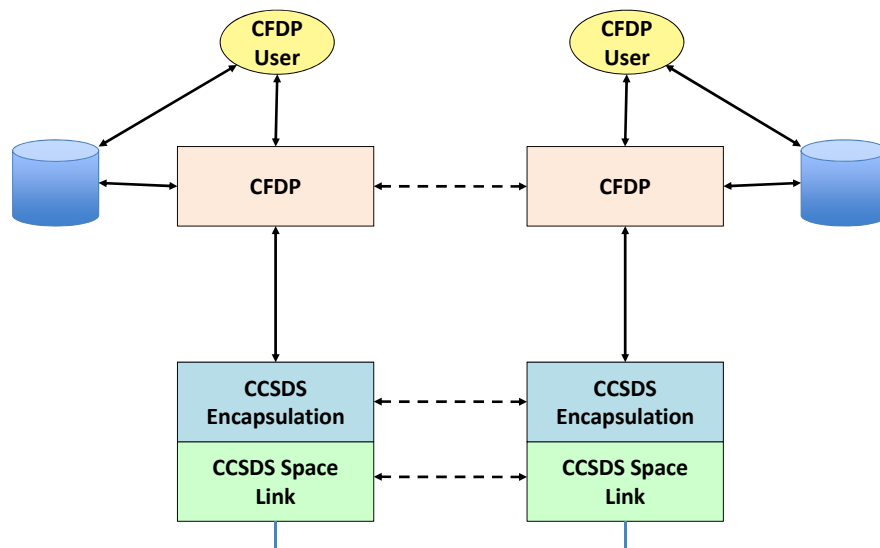 CFDP
User
CFDP
User
CFDP
CFDP
CCSDS
Encapsulation
CCSDS
Encapsulation
CCSDS Space
Link
CCSDS Space
Link